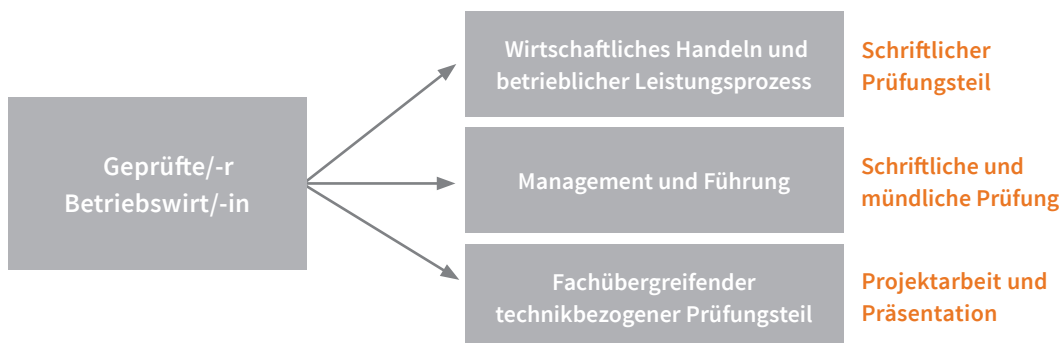 Geprüfte/-r
Betriebswirt/-in
Wirtschaftliches Handeln und
betrieblicher Leistungsprozess
Schriftlicher
Prüfungsteil
Management und Führung
Schriftliche und
mündliche Prüfung
Fachübergreifender
technikbezogener Prüfungsteil
Projektarbeit und
Präsentation